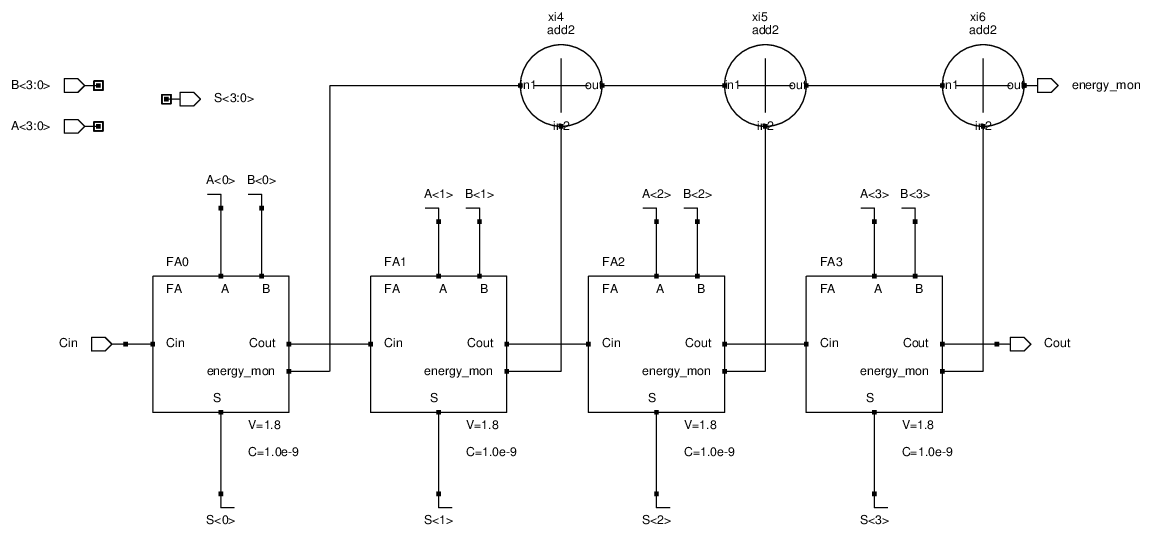 xi4
add2
xi5
add2
xi6
add2
B<3:0>
S<3:0>
A<3:0>
in1
out
in2
in1
out
in2
in1
out
in2
energy_mon
A<0>
B<0>
A<1>
B<1>
A<2>
B<2>
A<3>
B<3>
FA0
FA
A
B
Cin
Cin
Cout
energy_mon
S
V=1.8
C=1.0e-9
S<0>
FA1
FA
A
B
Cin
Cout
energy_mon
S
V=1.8
C=1.0e-9
S<1>
FA2
FA
A
B
Cin
Cout
energy_mon
S
V=1.8
C=1.0e-9
S<2>
FA3
FA
A
B
Cin
Cout
energy_mon
S
V=1.8
C=1.0e-9
S<3>
Cout